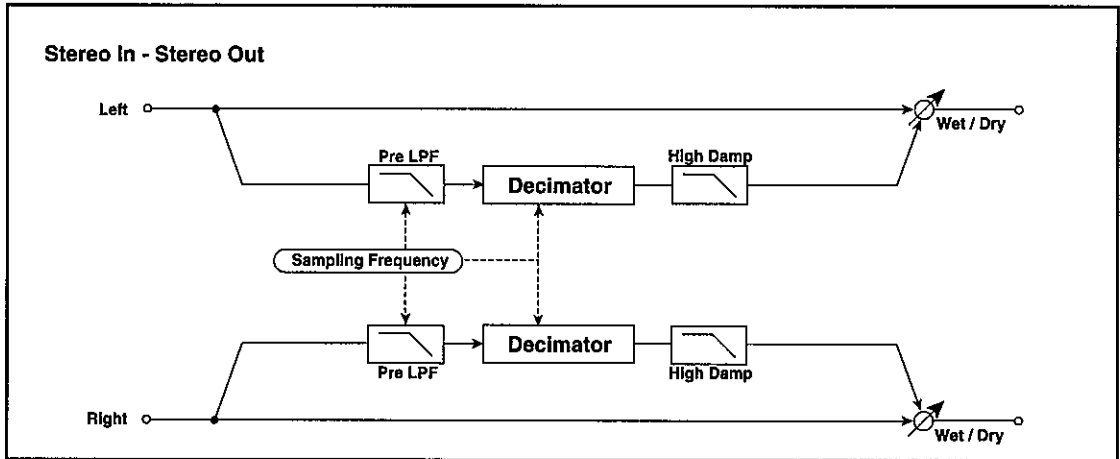 Stereo In - Stereo Out
Left
Wet / Dry
Pre LPF
Decimator
High Damp
Sampling Frequency
Decimator
Pre LPF
High Damp
Right
Wet / Dry